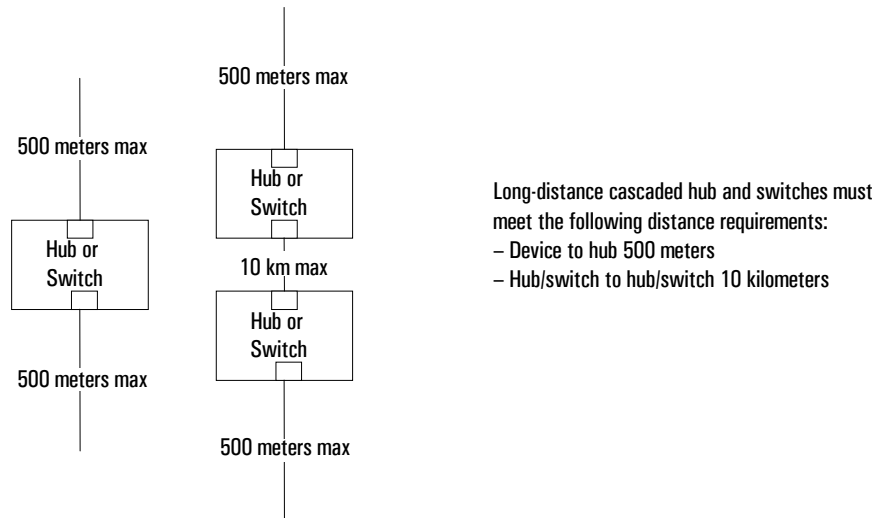 500 meters max
Hub or
Switch
500 meters max
500 meters max
Hub or
Switch
10 km max
Hub or
Switch
500 meters max
Long-distance cascaded hub and switches must
meet the following distance requirements:
– Device to hub 500 meters
– Hub/switch to hub/switch 10 kilometers